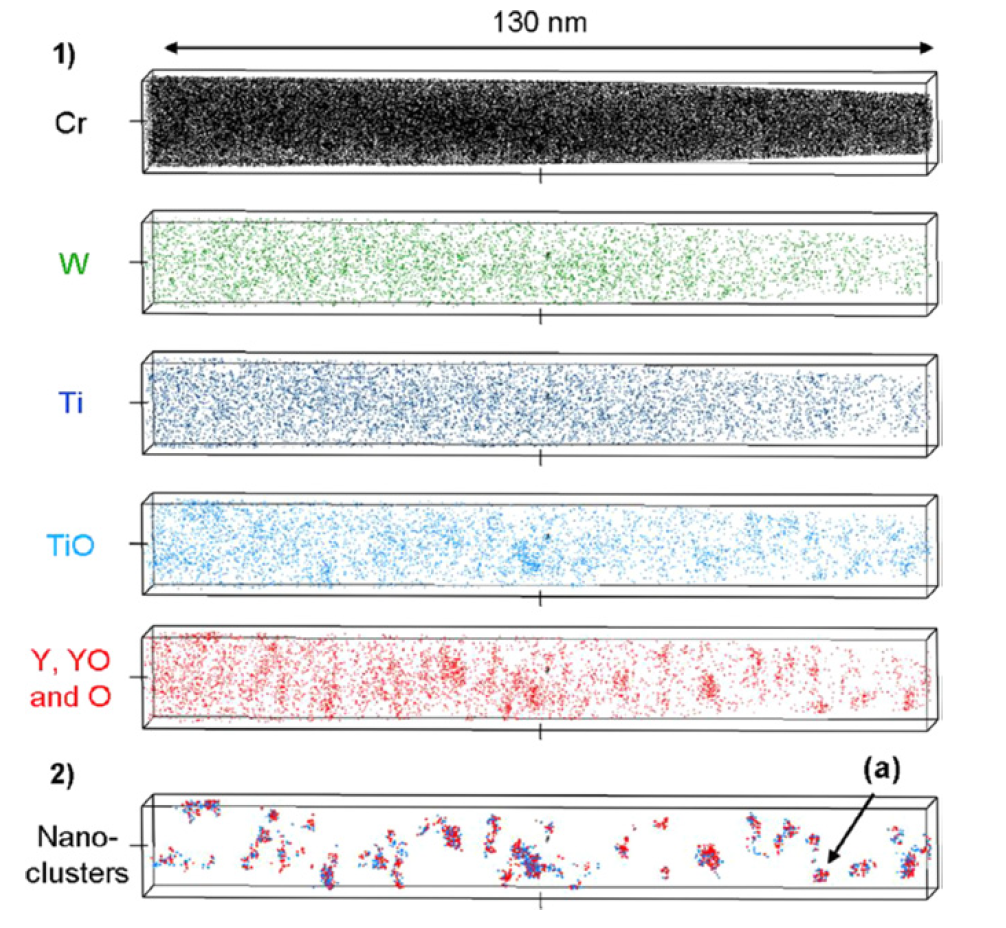 130 nm
1)
Cr
W
Ti
TiO
Y, YO
and O
2)
(a)
Nano-
clusters